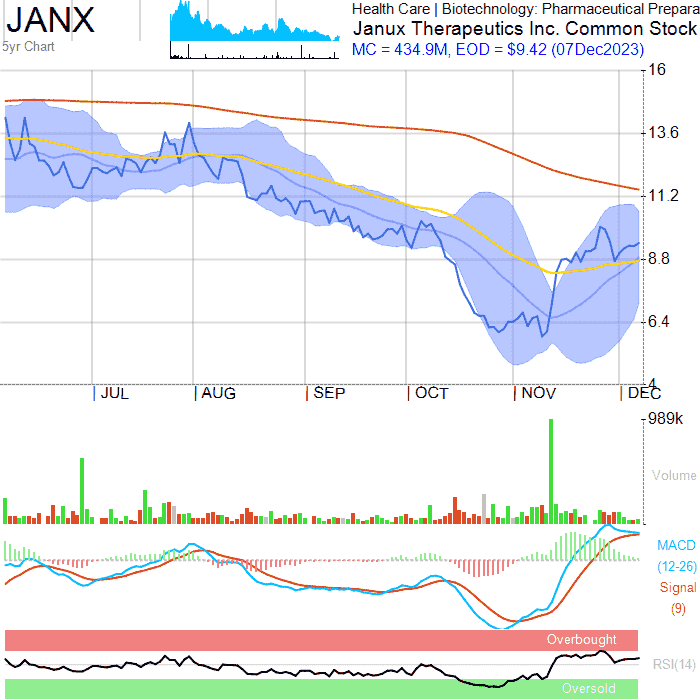 JANX
5yr Chart
Health Care | Biotechnology: Pharmaceutical Prepara
Janux Therapeutics Inc. Common Stock
MC = 434.9M, EOD = $9.42 (07Dec2023)
16
13.6
11.2
8.8
6.4
4
JUL AUG SEP OCT NOV DEC
989k
Volume
MACD
(12-26)
Signal
(9)
Overbought
RSI(14)
Oversold